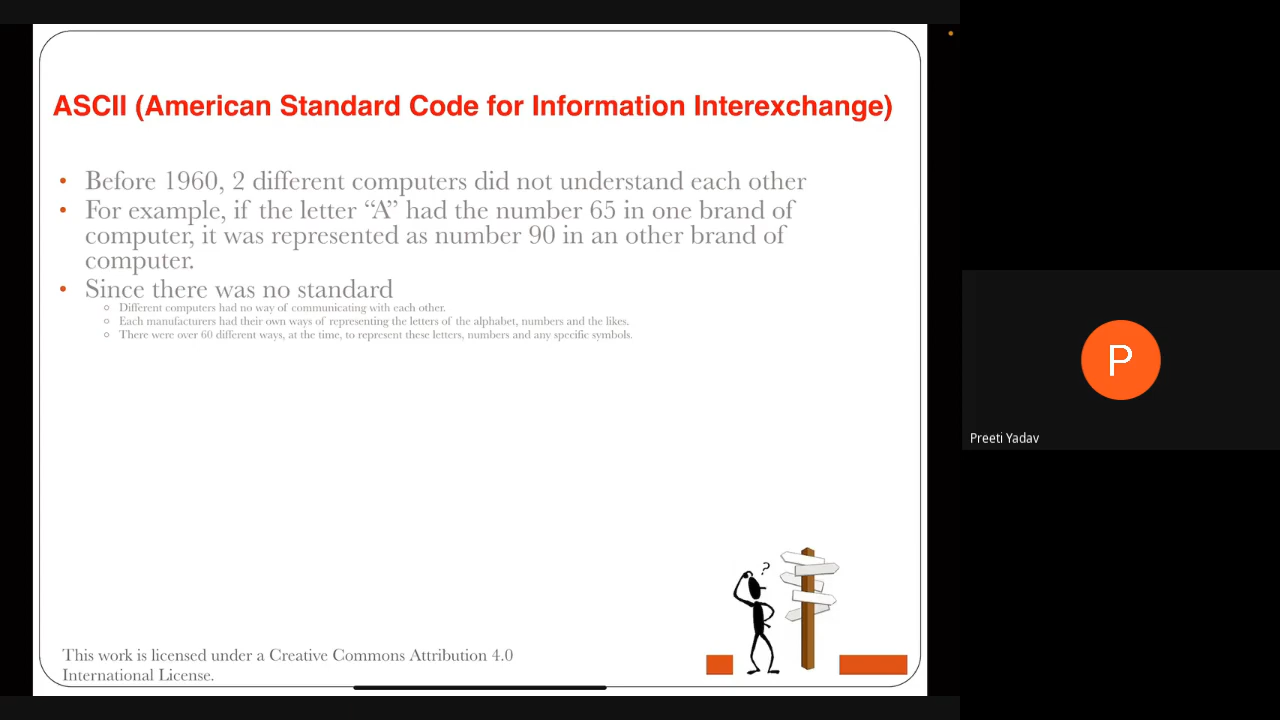 ASCII (American Standard Code for Information Interexchange)
• Before 1960, 2 different computers did not understand each other
• For example, if the letter “A” had the number 65 in one brand of
computer, it was represented as number 90 in an other brand of
computer.
• Since there was no standard
○ Different computers had no way of communicating with each other.
○ Each manufacturers had their own ways of representing the letters of the alphabet, numbers and the likes.
○ There were over 60 different ways, at the time, to represent these letters, numbers and any specific symbols.
?
This work is licensed under a Creative Commons Attribution 4.0
International License.
P
Preeti Yadav